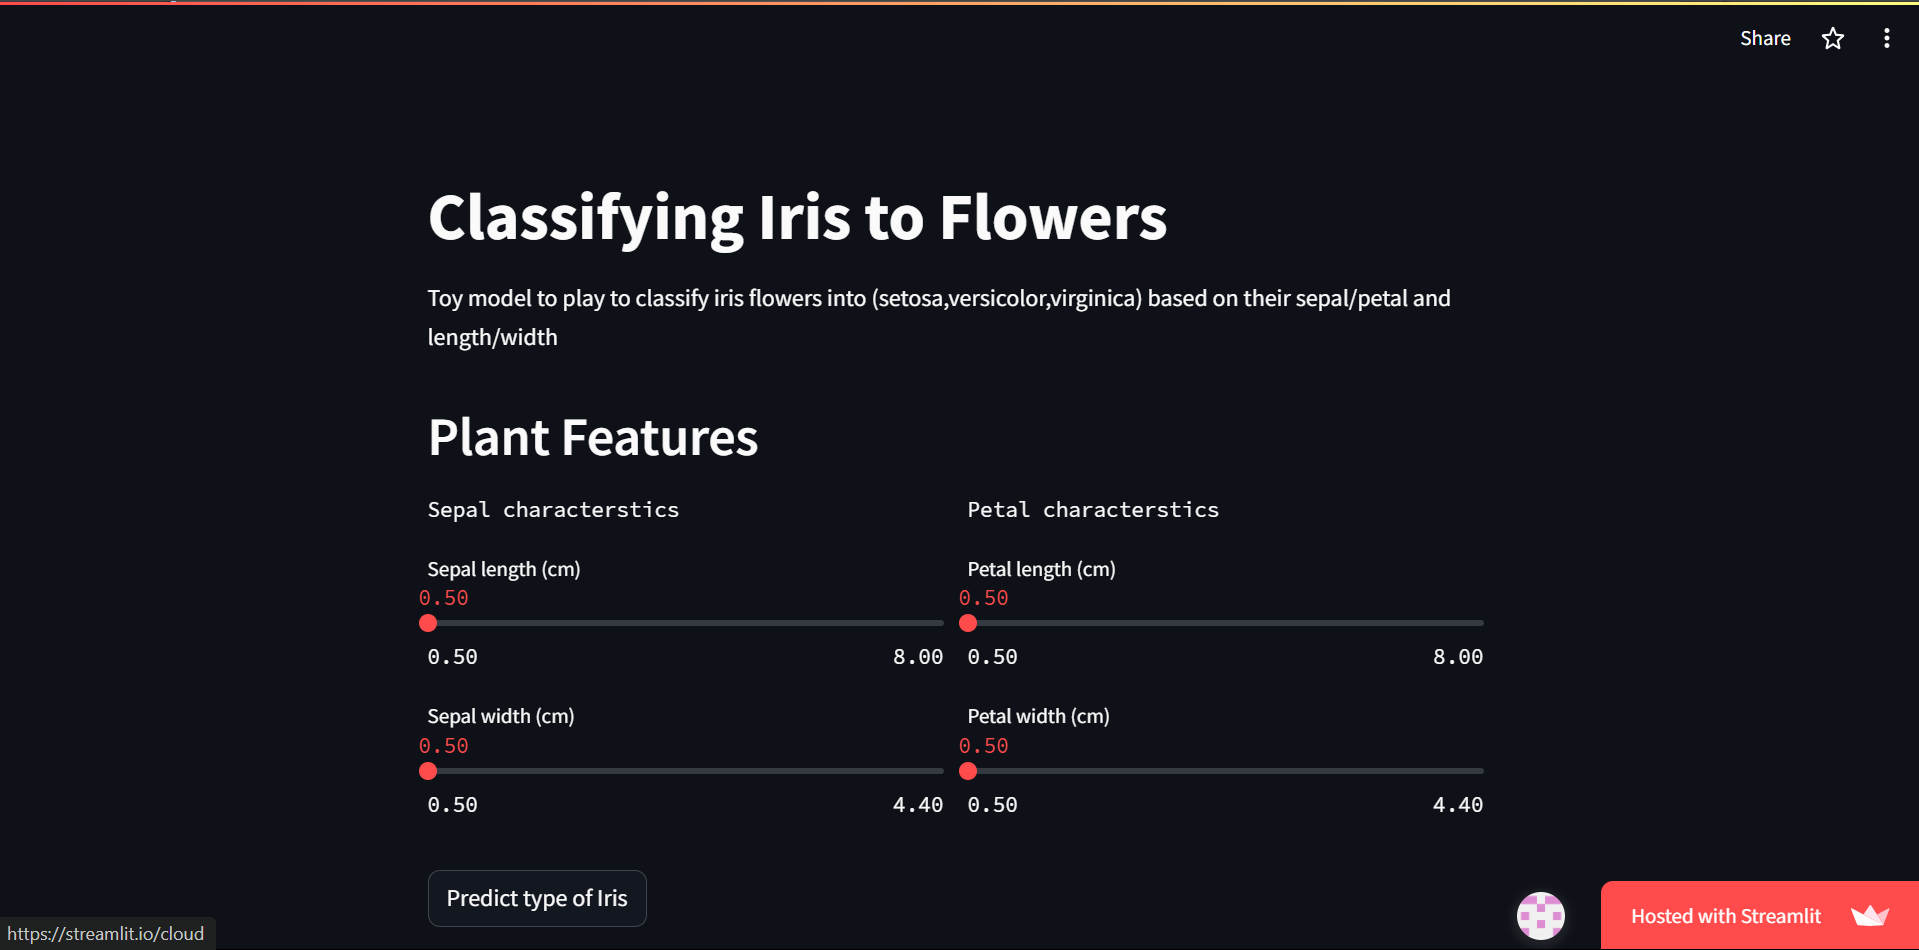 Share
Classifying Iris to Flowers
Toy model to play to classify iris flowers into (setosa,versicolor,virginica) based on their sepal/petal and
length/width
Plant Features
Sepal characterstics
Petal characterstics
Sepal length (cm)
Petal length (cm)
0.50
0.50
0.50 8.00
0.50 8.00
Sepal width (cm)
Petal width (cm)
0.50
0.50
0.50 4.40
0.50 4.40
Predict type of Iris
Hosted with Streamlit
https://streamlit.io/cloud